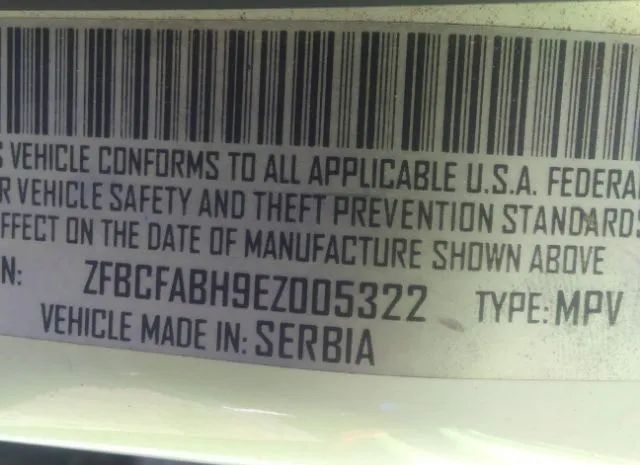 S VEHICLE CONFORMS TO ALL APPLICABLE U.S.A. FEDERA
R VEHICLE SAFETY AND THEFT PREVENTION STANDARDS
EFFECT ON THE DATE OF MANUFACTURE SHOWN ABOVE
N: ZFBCFABH9EZ005322 TYPE: MPV
VEHICLE MADE IN: SERBIA